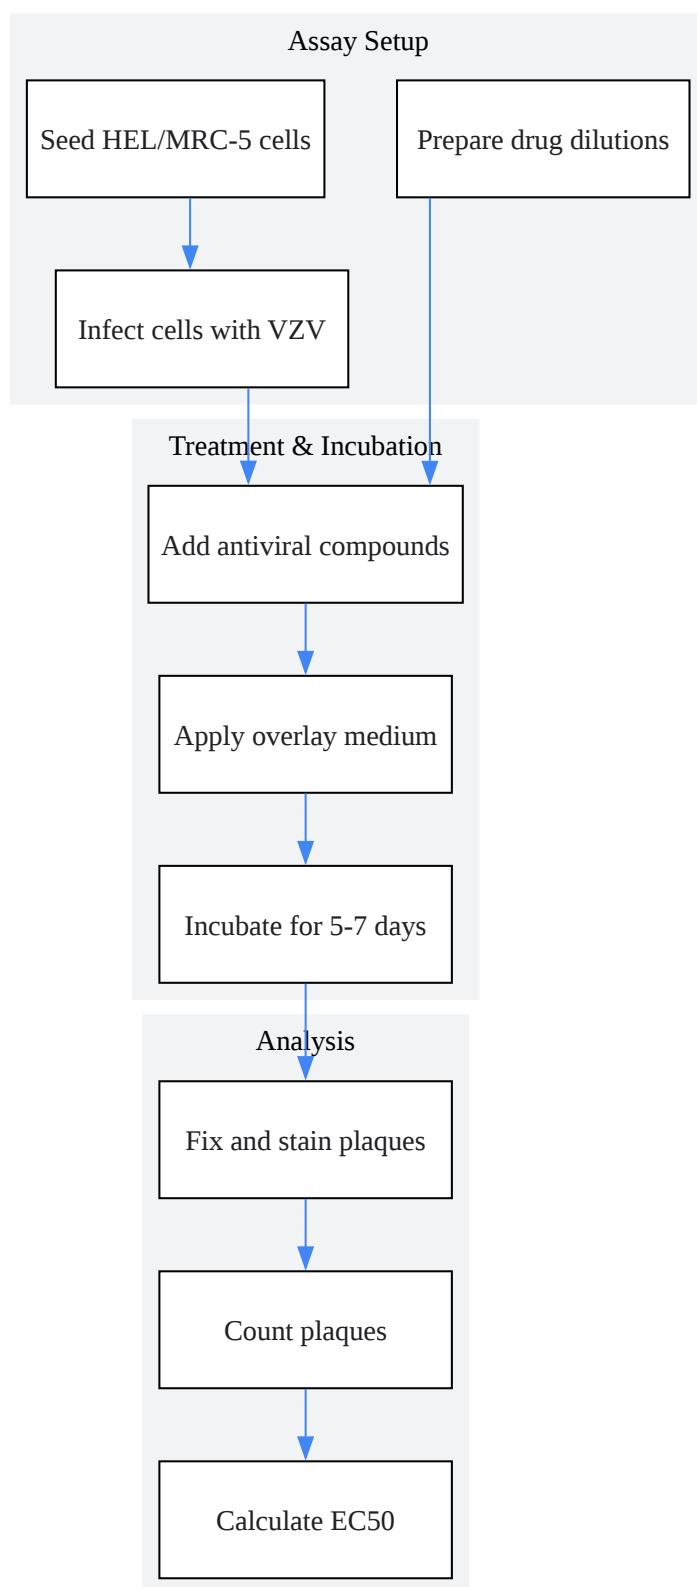 Assay Setup
Seed HEL/MRC-5 cells
Prepare drug dilutions
Infect cells with VZV
Treatment & Incubation
Add antiviral compounds
Apply overlay medium
Incubate for 5-7 days
Analysis
Fix and stain plaques
Count plaques
Calculate EC50